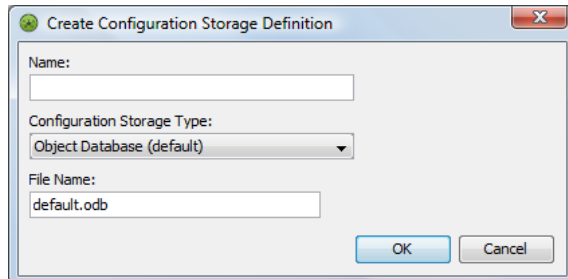 Create Configuration Storage Definition
Name:
Configuration Storage Type:
Object Database (default)
File Name:
default.odb
OK Cancel